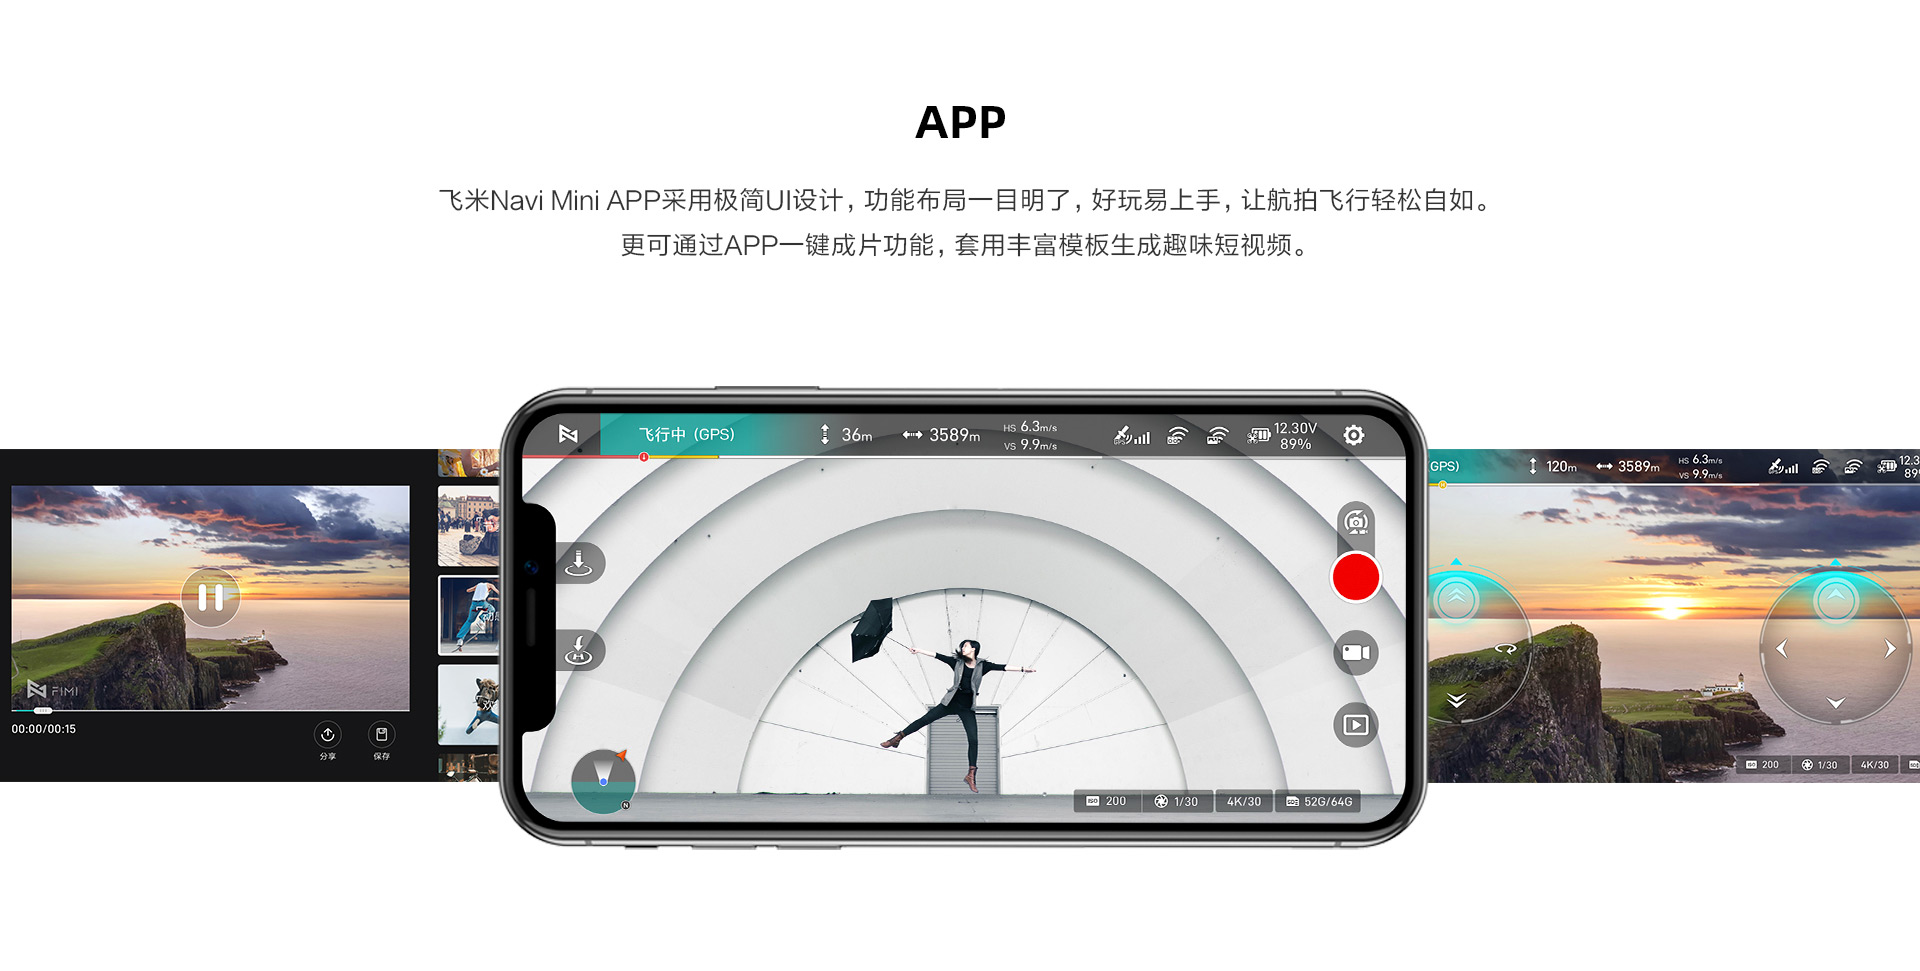 APP
飞米Navi Mini APP采用极简UI设计，功能布局一目明了，好玩易上手，让航拍飞行轻松自如。
更可通过APP一键成片功能，套用丰富模板生成趣味短视频。
飞行中 (GPS)
36m
3589m
HS 6.3m/s
VS 9.9m/s
12.30V
89%
N
ISO 200
1/30
4K/30
52G/64G
FIMI
00:00/00:15
分享
保存
GPS)
120m
3589m
HS 6.3m/s
VS 9.9m/s
12.3
89
ISO 200
1/30
4K/30